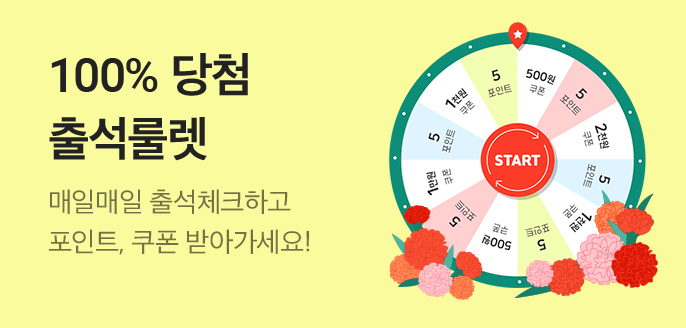 100% 당첨
출석룰렛
매일매일 출석체크하고
포인트, 쿠폰 받아가세요!
5
포인트
500원
쿠폰
5
포인트
2천원
쿠폰
5
포인트
1천원
쿠폰
5
포인트
500원
쿠폰
5
포인트
1만원
쿠폰
5
포인트
1천원
쿠폰
START